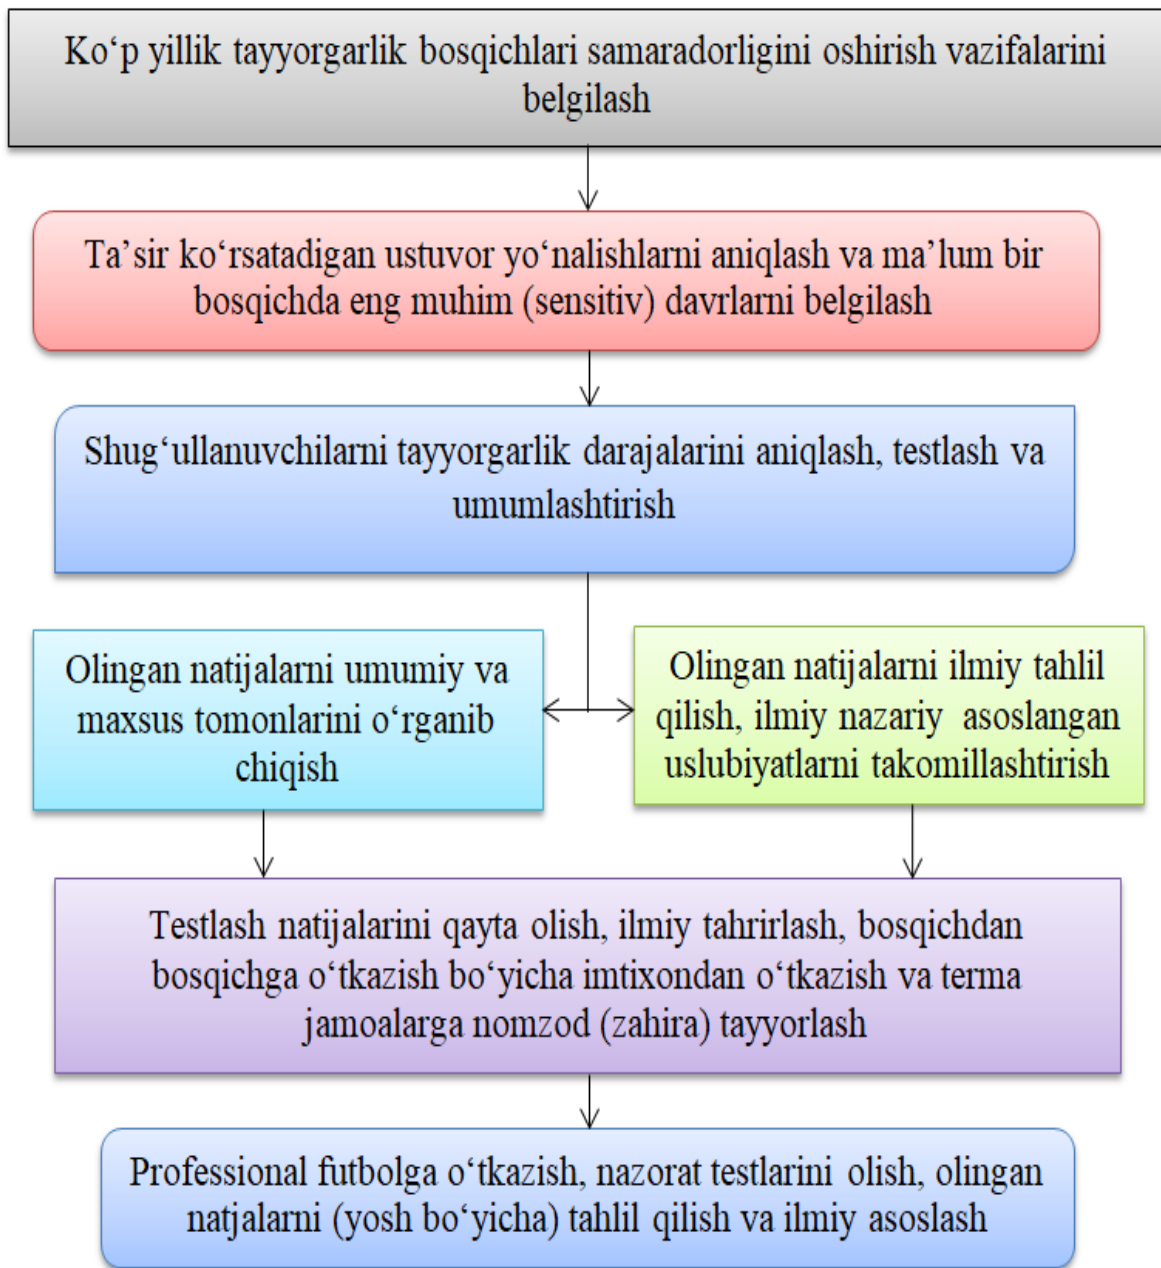 Ko‘p yillik tayyorgarlik bosqichlari samaradorligini oshirish vazifalarini
belgilash
Ta’sir ko‘rsatadigan ustuvor yo‘nalishlarni aniqlash va ma’lum bir
bosqichda eng muhim (sensitiv) davrlarni belgilash
Shug‘ullanuvchilarni tayyorgarlik darajalarini aniqlash, testlash va
umumlashtirish
Olingan natijalarni umumiy va
maxsus tomonlarini o‘rganib
chiqish
Olingan natijalarni ilmiy tahlil
qilish, ilmiy nazariy asoslangan
uslubiyatlarni takomillashtirish
Testlash natijalarini qayta olish, ilmiy tahrirlash, bosqichdan
bosqichga o‘tkazish bo‘yicha imtixondan o‘tkazish va terma
jamoalarga nomzod (zahira) tayyorlash
Professional futbolga o‘tkazish, nazorat testlarini olish, olingan
natjalarni (yosh bo‘yicha) tahlil qilish va ilmiy asoslash